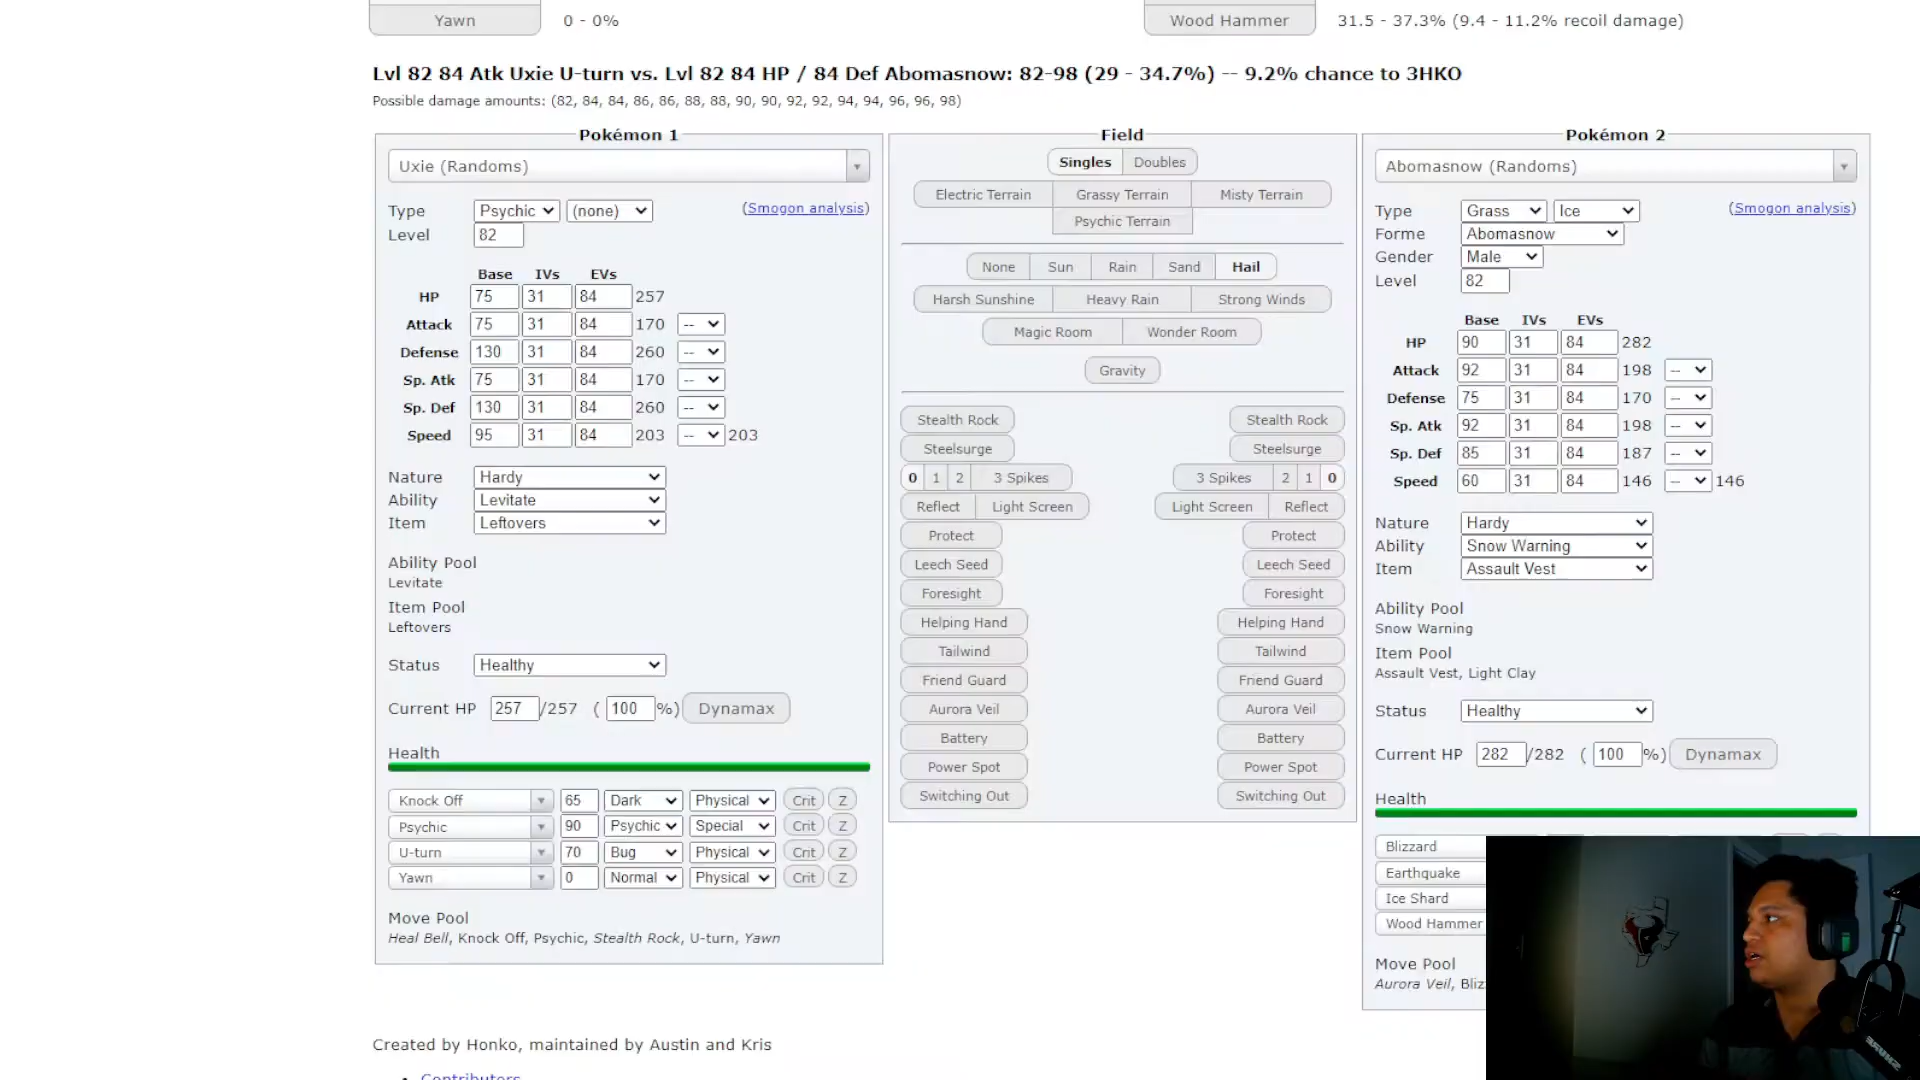 Yawn 0 - 0% Wood Hammer 31.5 - 37.3% (9.4 - 11.2% recoil damage)
Lvl 82 84 Atk Uxie U-turn vs. Lvl 82 84 HP / 84 Def Abomasnow: 82-98 (29 - 34.7%) -- 9.2% chance to 3HKO
Possible damage amounts: (82, 84, 84, 86, 86, 88, 88, 90, 90, 92, 92, 94, 94, 96, 96, 98)
Pokémon 1
Uxie (Randoms)
Type Psychic (none) (Smogon analysis)
Level 82
Base IVs EVs
HP 75 31 84 257
Attack 75 31 84 170 --
Defense 130 31 84 260 --
Sp. Atk 75 31 84 170 --
Sp. Def 130 31 84 260 --
Speed 95 31 84 203 -- 203
Nature Hardy
Ability Levitate
Item Leftovers
Ability Pool
Levitate
Item Pool
Leftovers
Status Healthy
Current HP 257 /257 ( 100 %) Dynamax
Health
Knock Off 65 Dark Physical Crit Z
Psychic 90 Psychic Special Crit Z
U-turn 70 Bug Physical Crit Z
Yawn 0 Normal Physical Crit Z
Move Pool
Heal Bell, Knock Off, Psychic, Stealth Rock, U-turn, Yawn
Field
Singles Doubles
Electric Terrain Grassy Terrain Misty Terrain
Psychic Terrain
None Sun Rain Sand Hail
Harsh Sunshine Heavy Rain Strong Winds
Magic Room Wonder Room
Gravity
Stealth Rock Stealth Rock
Steelsurge Steelsurge
0 1 2 3 Spikes 3 Spikes 2 1 0
Reflect Light Screen Light Screen Reflect
Protect Protect
Leech Seed Leech Seed
Foresight Foresight
Helping Hand Helping Hand
Tailwind Tailwind
Friend Guard Friend Guard
Aurora Veil Aurora Veil
Battery Battery
Power Spot Power Spot
Switching Out Switching Out
Pokémon 2
Abomasnow (Randoms)
Type Grass Ice (Smogon analysis)
Forme Abomasnow
Gender Male
Level 82
Base IVs EVs
HP 90 31 84 282
Attack 92 31 84 198 --
Defense 75 31 84 170 --
Sp. Atk 92 31 84 198 --
Sp. Def 85 31 84 187 --
Speed 60 31 84 146 -- 146
Nature Hardy
Ability Snow Warning
Item Assault Vest
Ability Pool
Snow Warning
Item Pool
Assault Vest, Light Clay
Status Healthy
Current HP 282 /282 ( 100 %) Dynamax
Health
Blizzard
Earthquake
Ice Shard
Wood Hammer
Move Pool
Aurora Veil, Bliz
Created by Honko, maintained by Austin and Kris
Contributors
SHURE